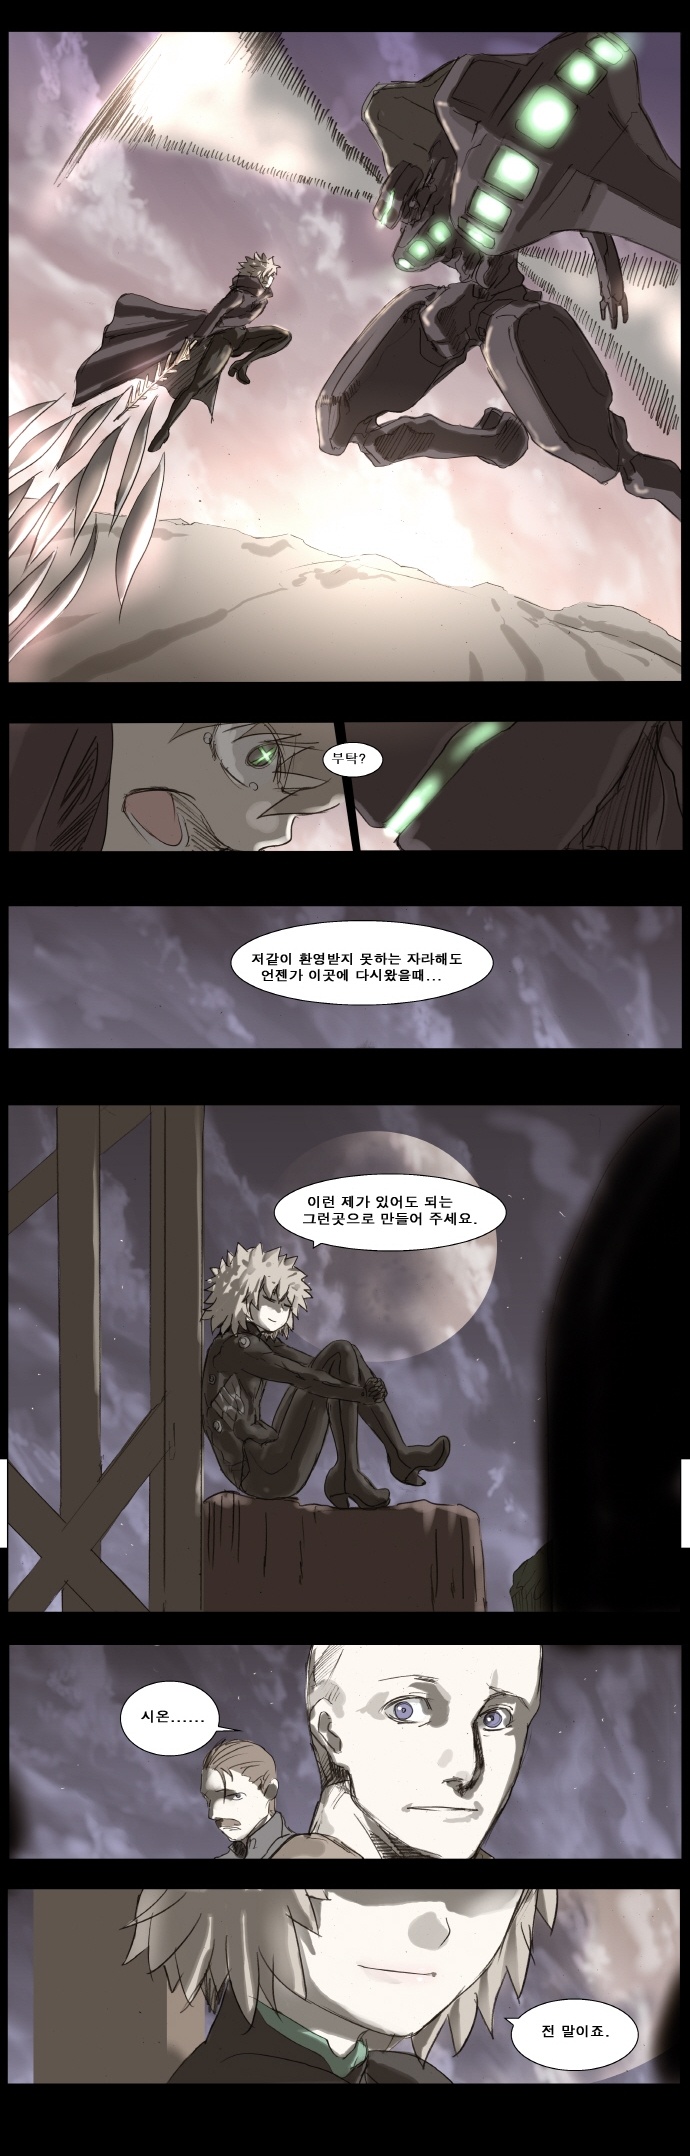 부탁?
저같이 환영받지 못하는 자라해도
언젠가 이곳에 다시왔을때...
이런 제가 있어도 되는
그런곳으로 만들어 주세요.
시온......
전 말이죠.